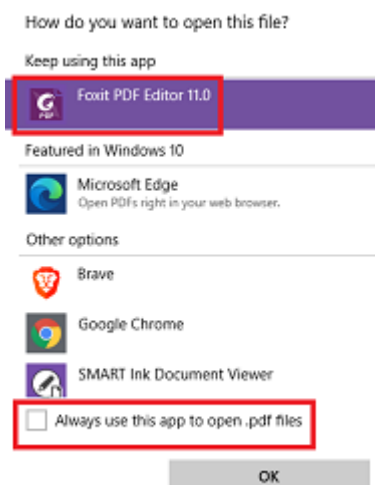 How do you want to open this file?
Keep using this app
Foxit PDF Editor 11.0
Featured in Windows 10
Microsoft Edge
Open PDFs right in your web browser.
Other options
Brave
Google Chrome
SMART Ink Document Viewer
Always use this app to open .pdf files
OK